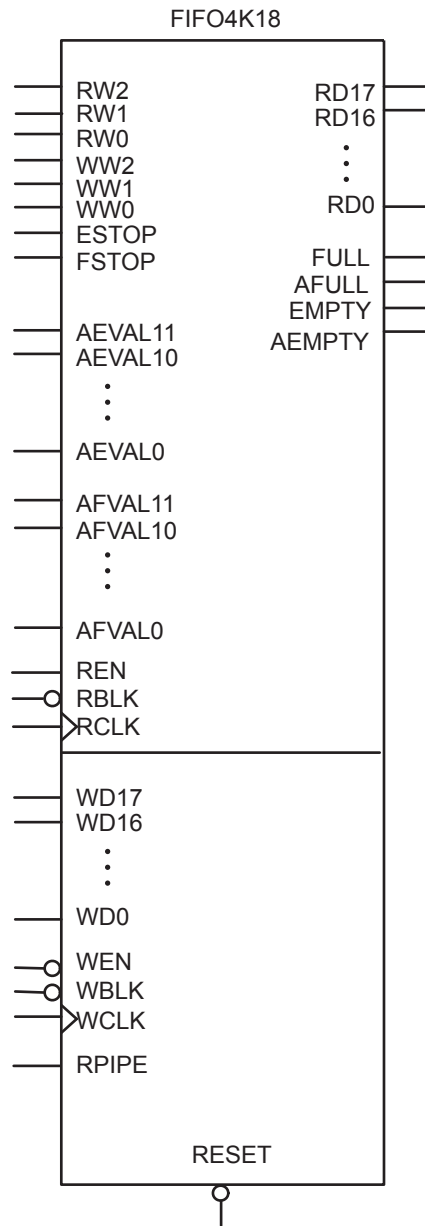 FIFO4K18
RW2
RW1
RW0
WW2
WW1
WW0
ESTOP
FSTOP
AEVAL11
AEVAL10
AEVAL0
AFVAL11
AFVAL10
AFVAL0
REN
RBLK
RCLK
WD17
WD16
WD0
WEN
WBLK
WCLK
RPIPE
RD17
RD16
RD0
FULL
AFULL
EMPTY
AEMPTY
RESET